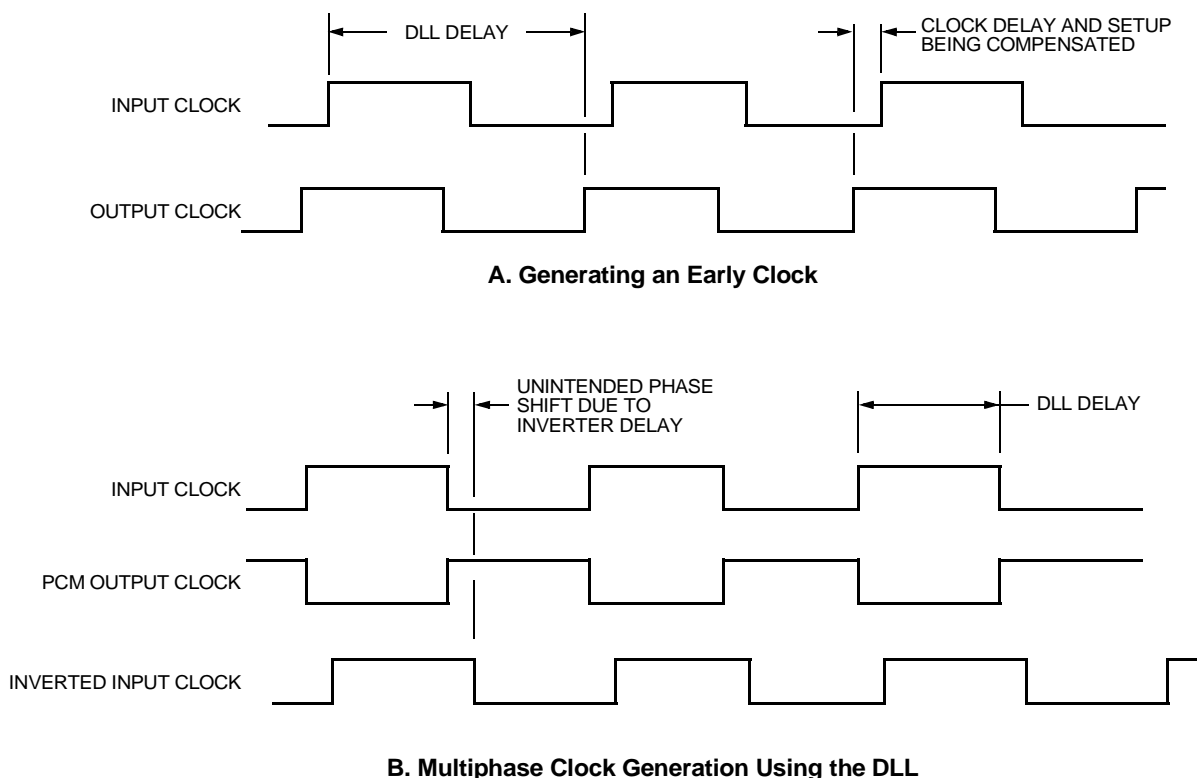 DLL DELAY
CLOCK DELAY AND SETUP
BEING COMPENSATED
INPUT CLOCK
OUTPUT CLOCK
A. Generating an Early Clock
UNINTENDED PHASE
SHIFT DUE TO
INVERTER DELAY
DLL DELAY
INPUT CLOCK
PCM OUTPUT CLOCK
INVERTED INPUT CLOCK
B. Multiphase Clock Generation Using the DLL